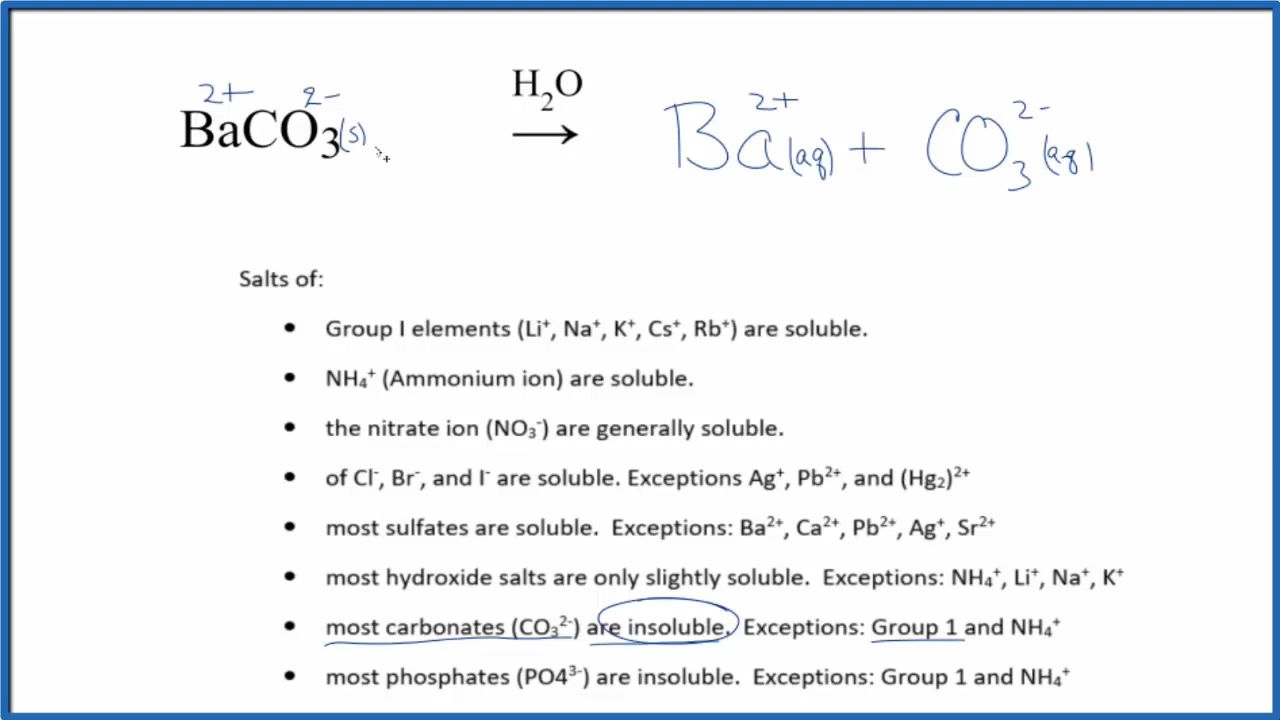 2+ 2-
BaCO₃(s) H₂O → Ba²⁺(aq) + CO₃²⁻(aq)
Salts of:
• Group I elements (Li⁺, Na⁺, K⁺, Cs⁺, Rb⁺) are soluble.
• NH₄⁺ (Ammonium ion) are soluble.
• the nitrate ion (NO₃⁻) are generally soluble.
• of Cl⁻, Br⁻, and I⁻ are soluble. Exceptions Ag⁺, Pb²⁺, and (Hg₂)²⁺
• most sulfates are soluble. Exceptions: Ba²⁺, Ca²⁺, Pb²⁺, Ag⁺, Sr²⁺
• most hydroxide salts are only slightly soluble. Exceptions: NH₄⁺, Li⁺, Na⁺, K⁺
• most carbonates (CO₃²⁻) are insoluble. Exceptions: Group 1 and NH₄⁺
• most phosphates (PO4³⁻) are insoluble. Exceptions: Group 1 and NH₄⁺